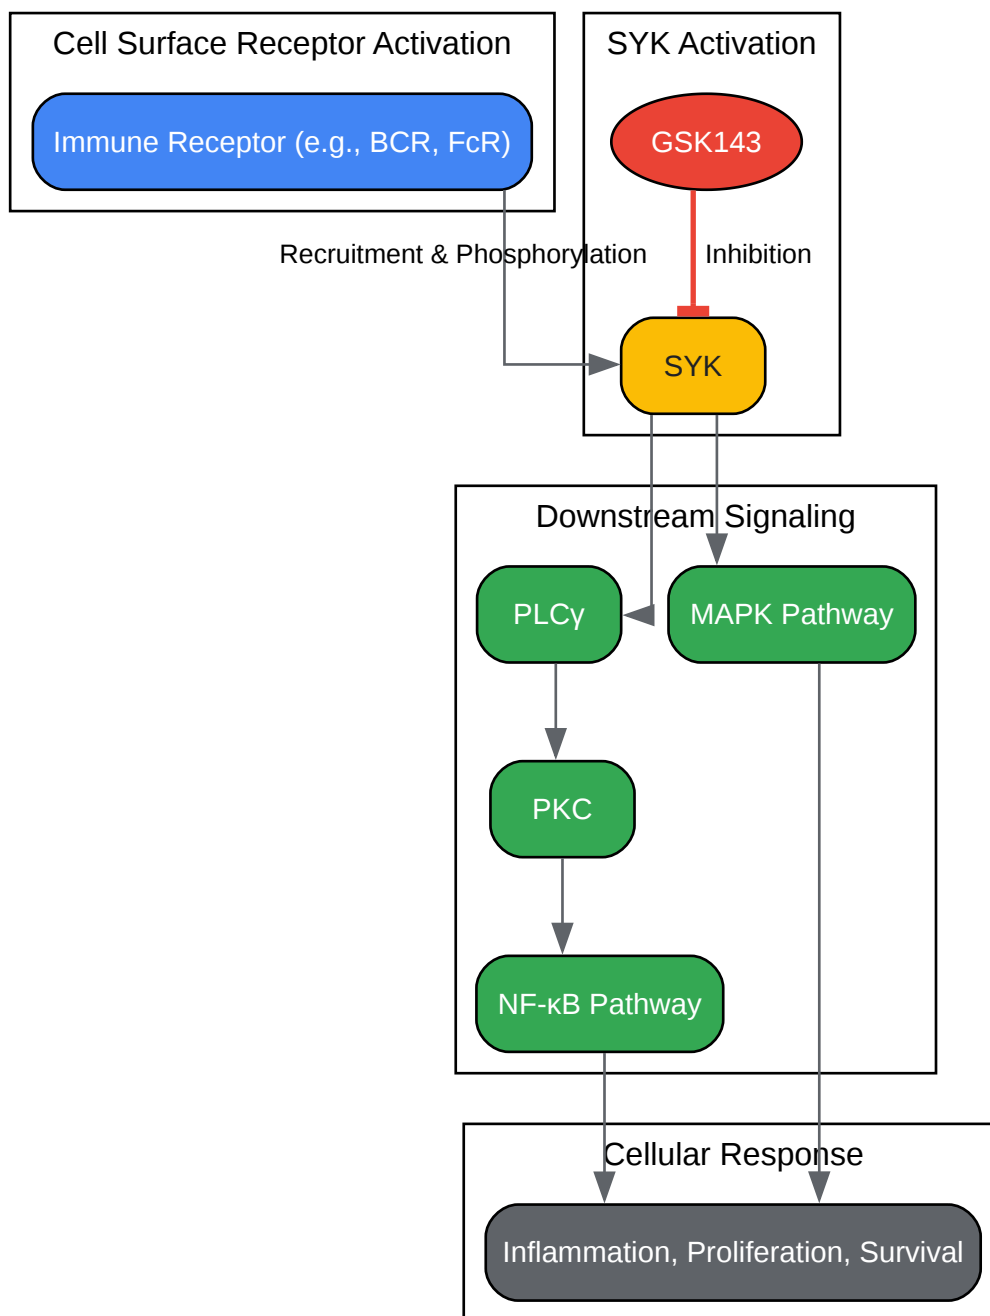 Cell Surface Receptor Activation
SYK Activation
Immune Receptor (e.g., BCR, FcR)
GSK143
Recruitment & Phosphorylation
Inhibition
SYK
Downstream Signaling
PLCγ
MAPK Pathway
PKC
NF-κB Pathway
Cellular Response
Inflammation, Proliferation, Survival